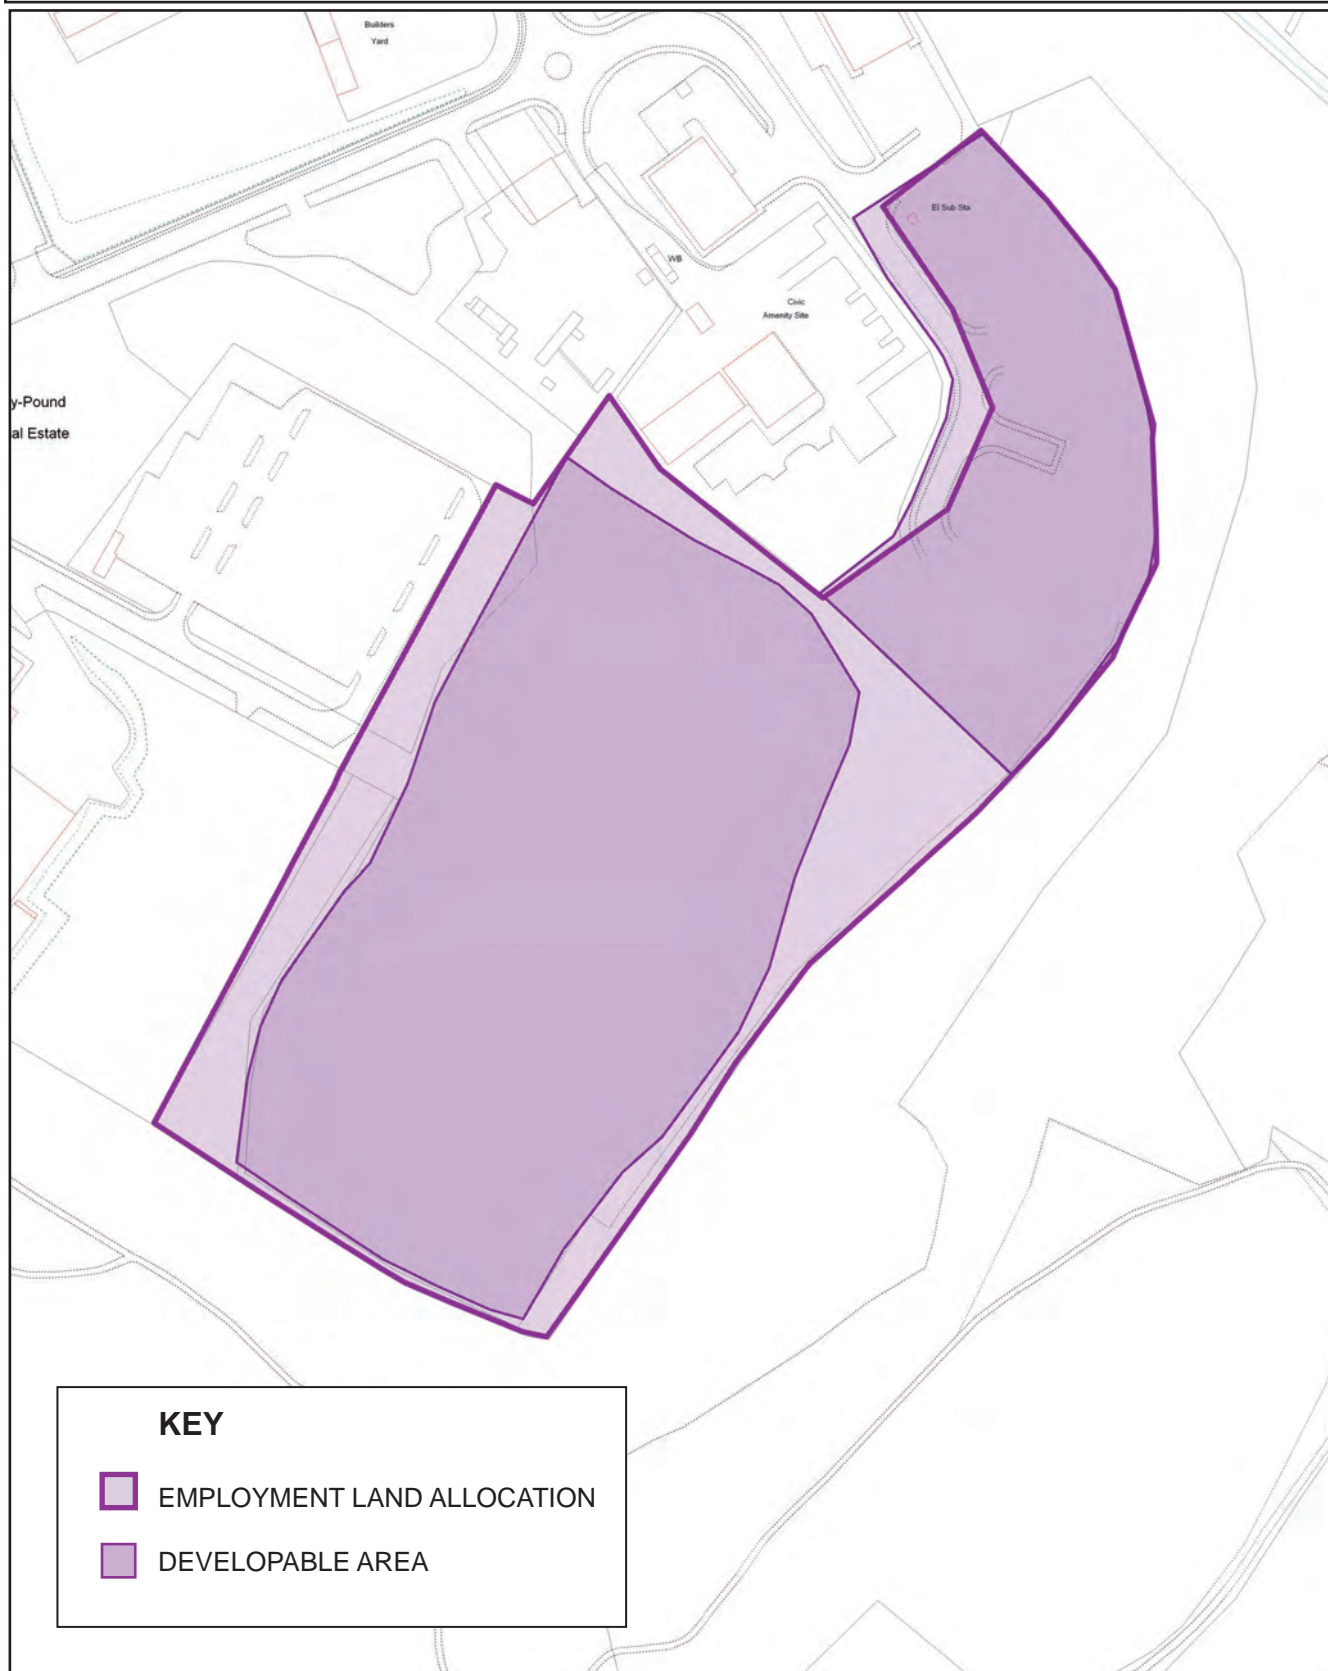 Builders
Yard
El Sub Sta
WB
Civic
Amenity Site
y-Pound
al Estate
KEY
EMPLOYMENT LAND ALLOCATION
DEVELOPABLE AREA